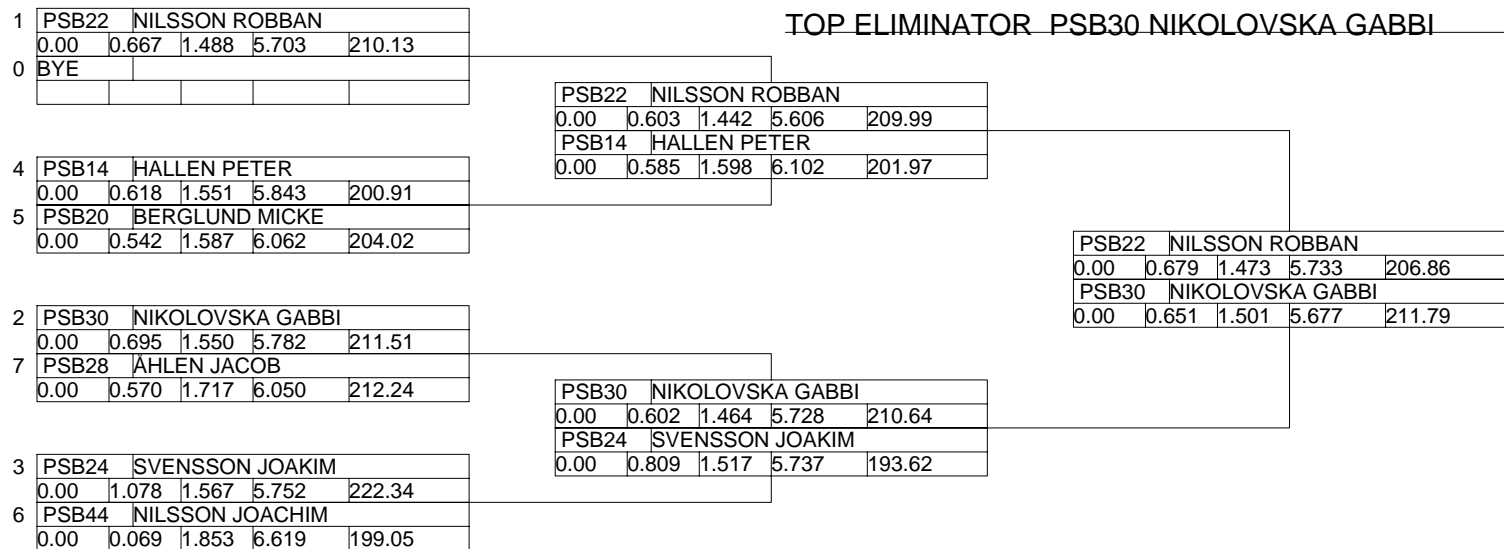 TOP ELIMINATOR PSB30 NIKOLOVSKA GABBI
1 PSB22 NILSSON ROBBAN
0.00 0.667 1.488 5.703 210.13
0 BYE
4 PSB14 HALLEN PETER
0.00 0.618 1.551 5.843 200.91
5 PSB20 BERGLUND MICKE
0.00 0.542 1.587 6.062 204.02
2 PSB30 NIKOLOVSKA GABBI
0.00 0.695 1.550 5.782 211.51
7 PSB28 ÅHLEN JACOB
0.00 0.570 1.717 6.050 212.24
3 PSB24 SVENSSON JOAKIM
0.00 1.078 1.567 5.752 222.34
6 PSB44 NILSSON JOACHIM
0.00 0.069 1.853 6.619 199.05
PSB22 NILSSON ROBBAN
0.00 0.603 1.442 5.606 209.99
PSB14 HALLEN PETER
0.00 0.585 1.598 6.102 201.97
PSB30 NIKOLOVSKA GABBI
0.00 0.602 1.464 5.728 210.64
PSB24 SVENSSON JOAKIM
0.00 0.809 1.517 5.737 193.62
PSB22 NILSSON ROBBAN
0.00 0.679 1.473 5.733 206.86
PSB30 NIKOLOVSKA GABBI
0.00 0.651 1.501 5.677 211.79